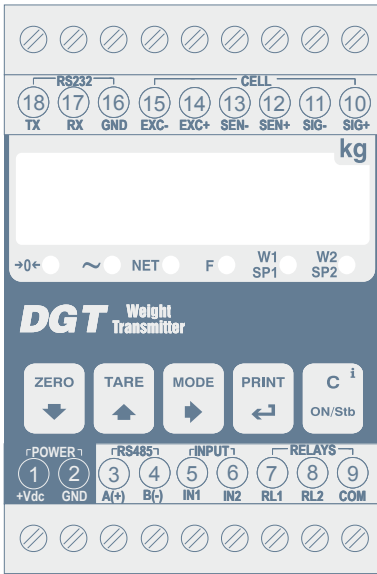 RS232 CELL
18 17 16 15 14 13 12 11 10
TX RX GND EXC- EXC+ SEN- SEN+ SIG- SIG+
kg
→0← ~ NET F W1 SP1 W2 SP2
DGT Weight
Transmitter
ZERO TARE MODE PRINT C i
ON/Stb
POWER RS485 INPUT RELAYS
1 2 3 4 5 6 7 8 9
+Vdc GND A(+) B(-) IN1 IN2 RL1 RL2 COM